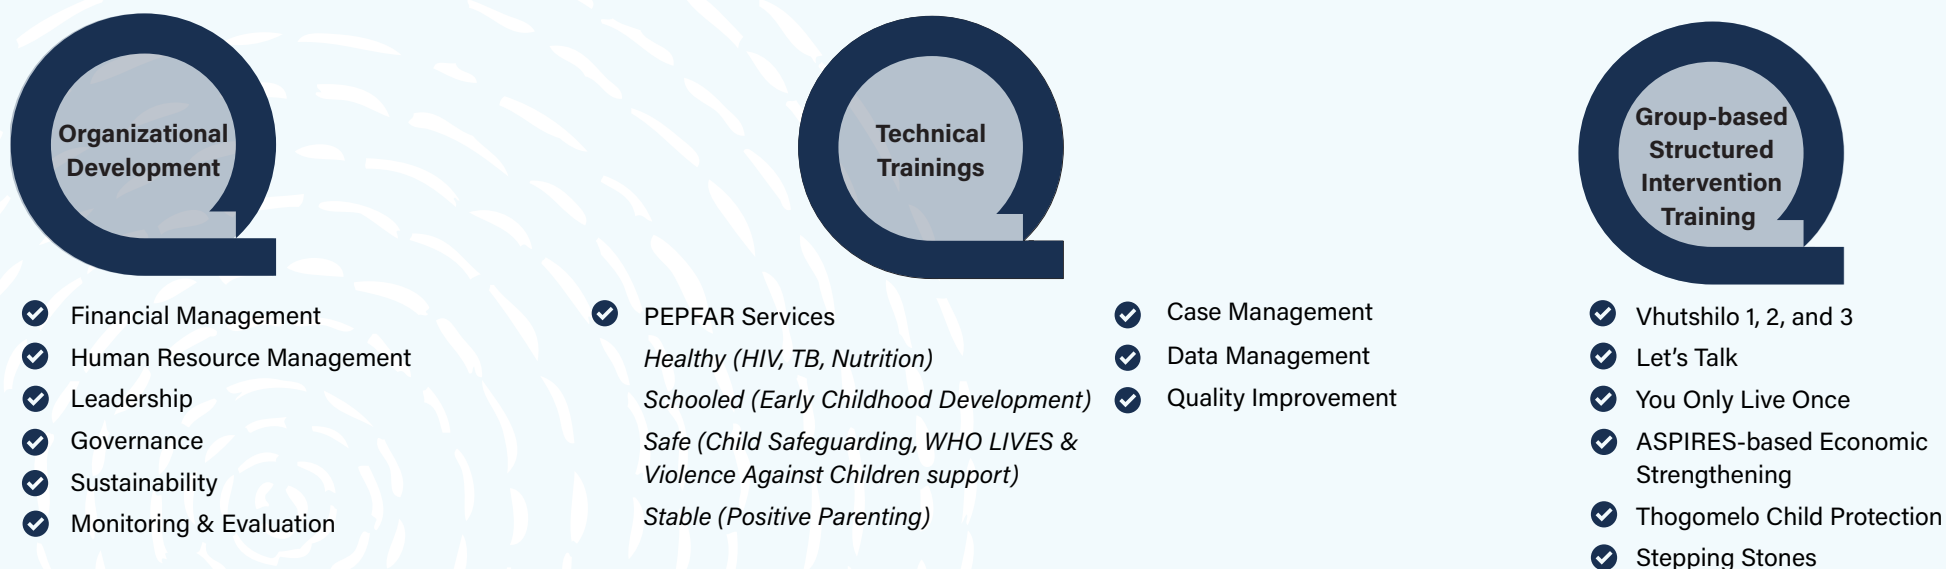 Organizational
Development
Financial Management
Human Resource Management
Leadership
Governance
Sustainability
Monitoring & Evaluation
Technical
Trainings
PEPFAR Services
Healthy (HIV, TB, Nutrition)
Schooled (Early Childhood Development)
Safe (Child Safeguarding, WHO LIVES &
Violence Against Children support)
Stable (Positive Parenting)
Case Management
Data Management
Quality Improvement
Group-based
Structured
Intervention
Training
Vhutshilo 1, 2, and 3
Let’s Talk
You Only Live Once
ASPIRES-based Economic
Strengthening
Thogomelo Child Protection
Stepping Stones